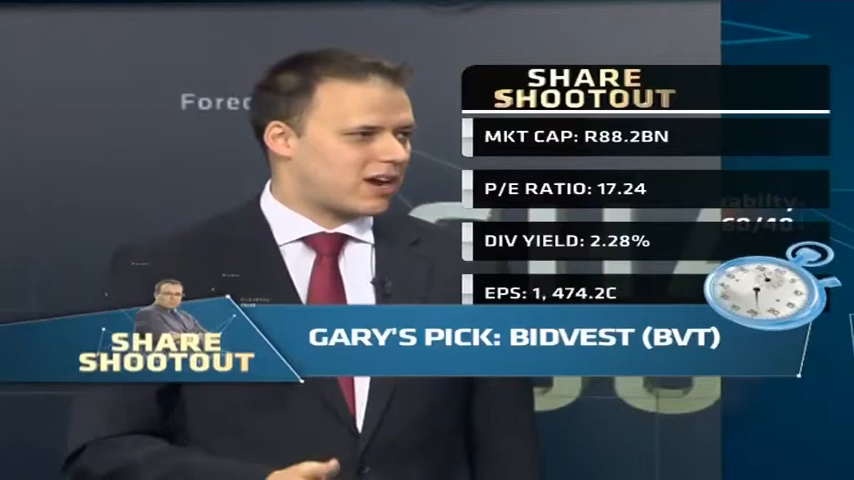 Forec
SHARE
SHOOTOUT
MKT CAP: R88.2BN
P/E RATIO: 17.24
DIV YIELD: 2.28%
EPS: 1, 474.2C
GARY'S PICK: BIDVEST (BVT)
SHARE
SHOOTOUT